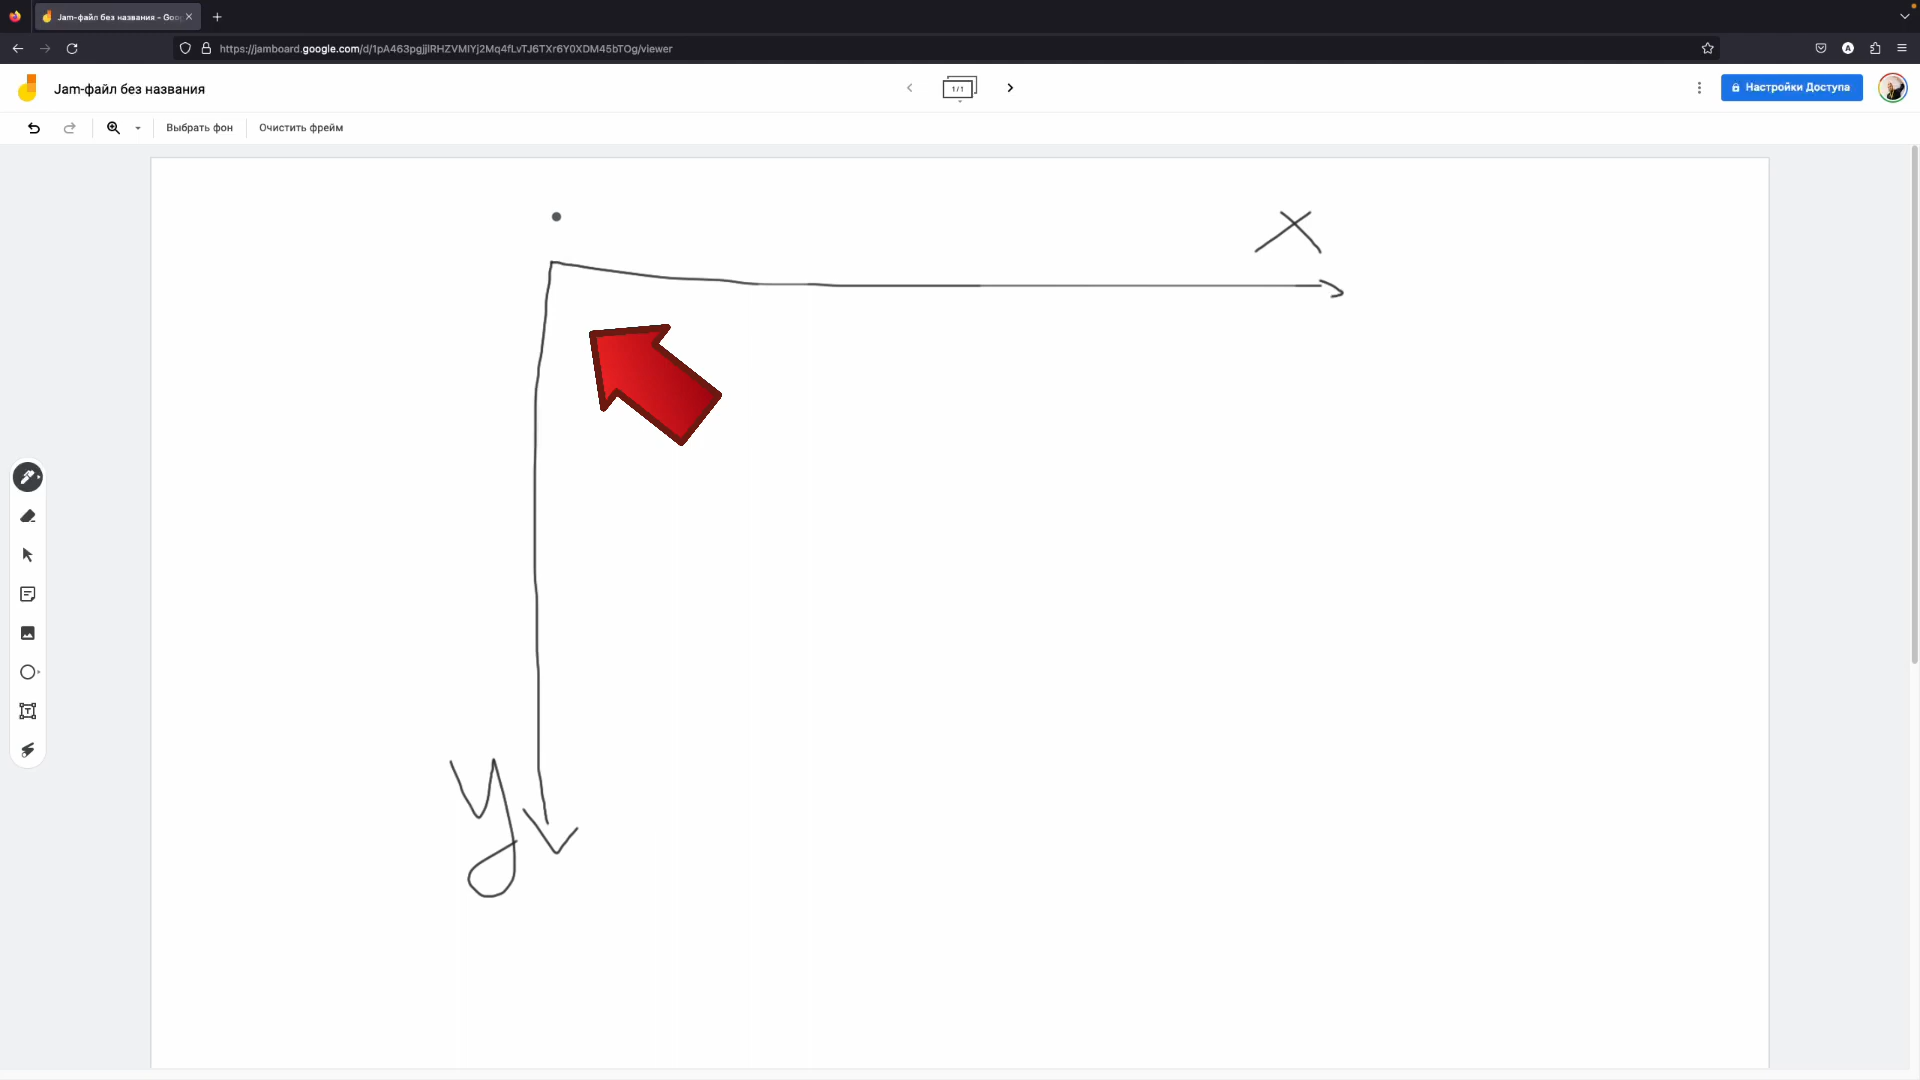 Jam-файл без названия – Goo
https://jamboard.google.com/d/1pA463pgjjlRHZVMIYj2Mq4fLvTJ6TXr6Y0XDM45bTOg/viewer
A
Jam-файл без названия
1/1
Настройки Доступа
Выбрать фон
Очистить фрейм
X
y